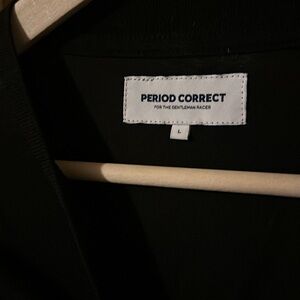 PERIOD CORRECT
FOR THE GENTLEMAN RACER
L